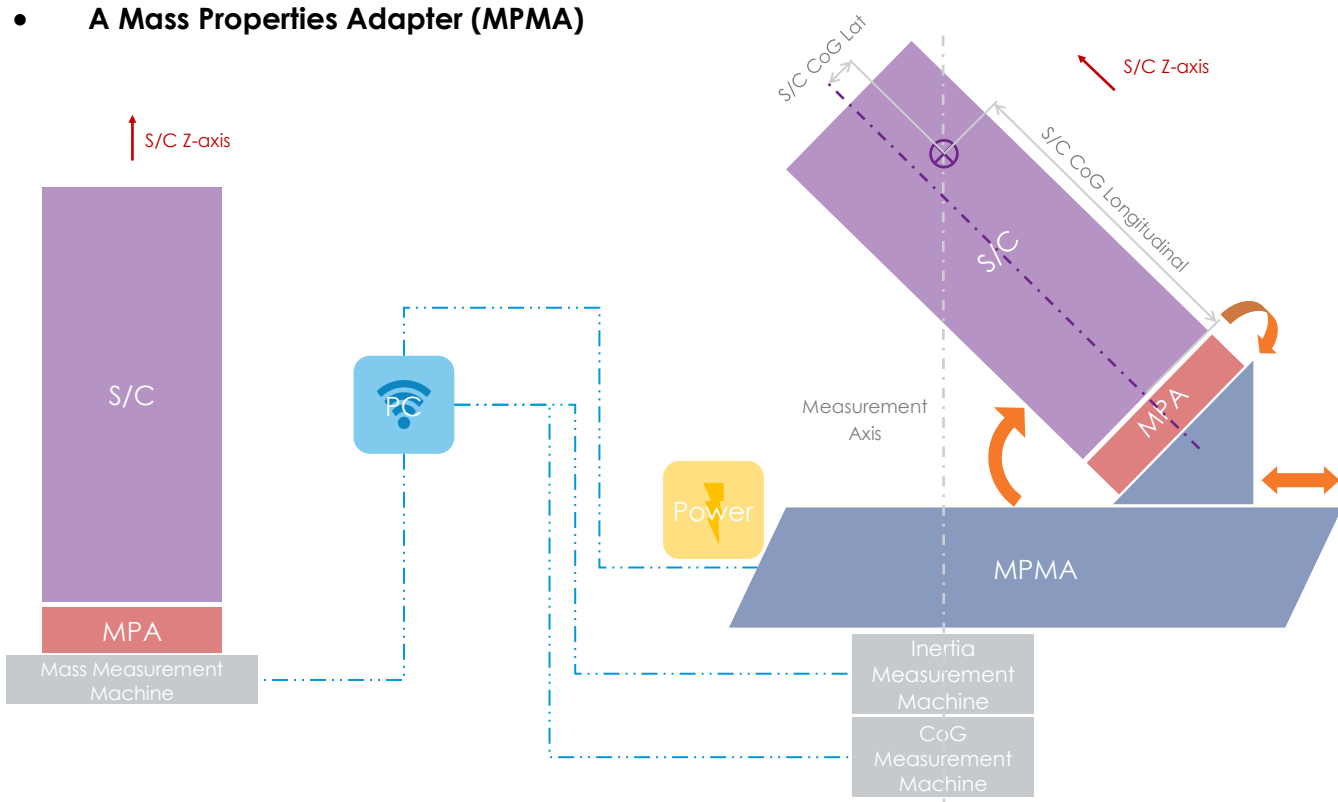 • A Mass Properties Adapter (MPMA)
S/C Z-axis
S/C
MPA
Mass Measurement
Machine
PC
Power
S/C CoG Lat
S/C Z-axis
S/C CoG Longitudinal
S/C
MPA
Measurement
Axis
MPMA
Inertia
Measurement
Machine
CoG
Measurement
Machine